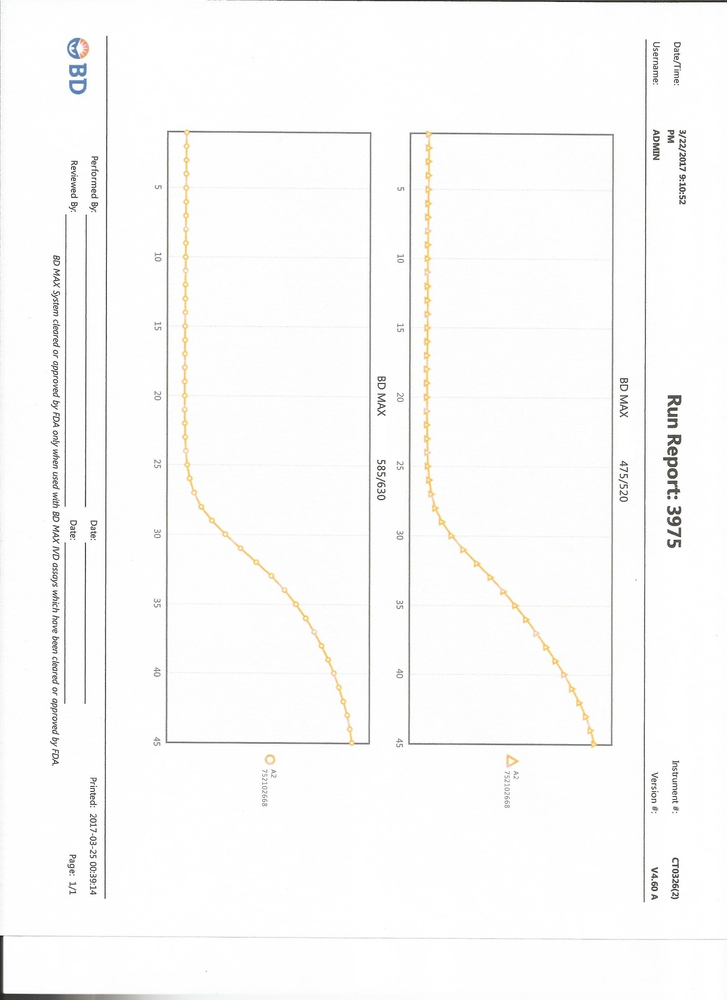 Run Report: 3975
Date/Time: 3/22/2017 9:10:52 PM
Username: ADMIN
Instrument #: CT0326(2)
Version #: V4.60 A
BD MAX 475/520
5 10 15 20 25 30 35 40 45
A2
752102668
BD MAX 585/630
5 10 15 20 25 30 35 40 45
A2
752102668
BD
Performed By: Date:
Reviewed By: Date:
Printed: 2017-03-25 00:39:14
Page: 1/1
BD MAX System cleared or approved by FDA only when used with BD MAX IVD assays which have been cleared or approved by FDA.